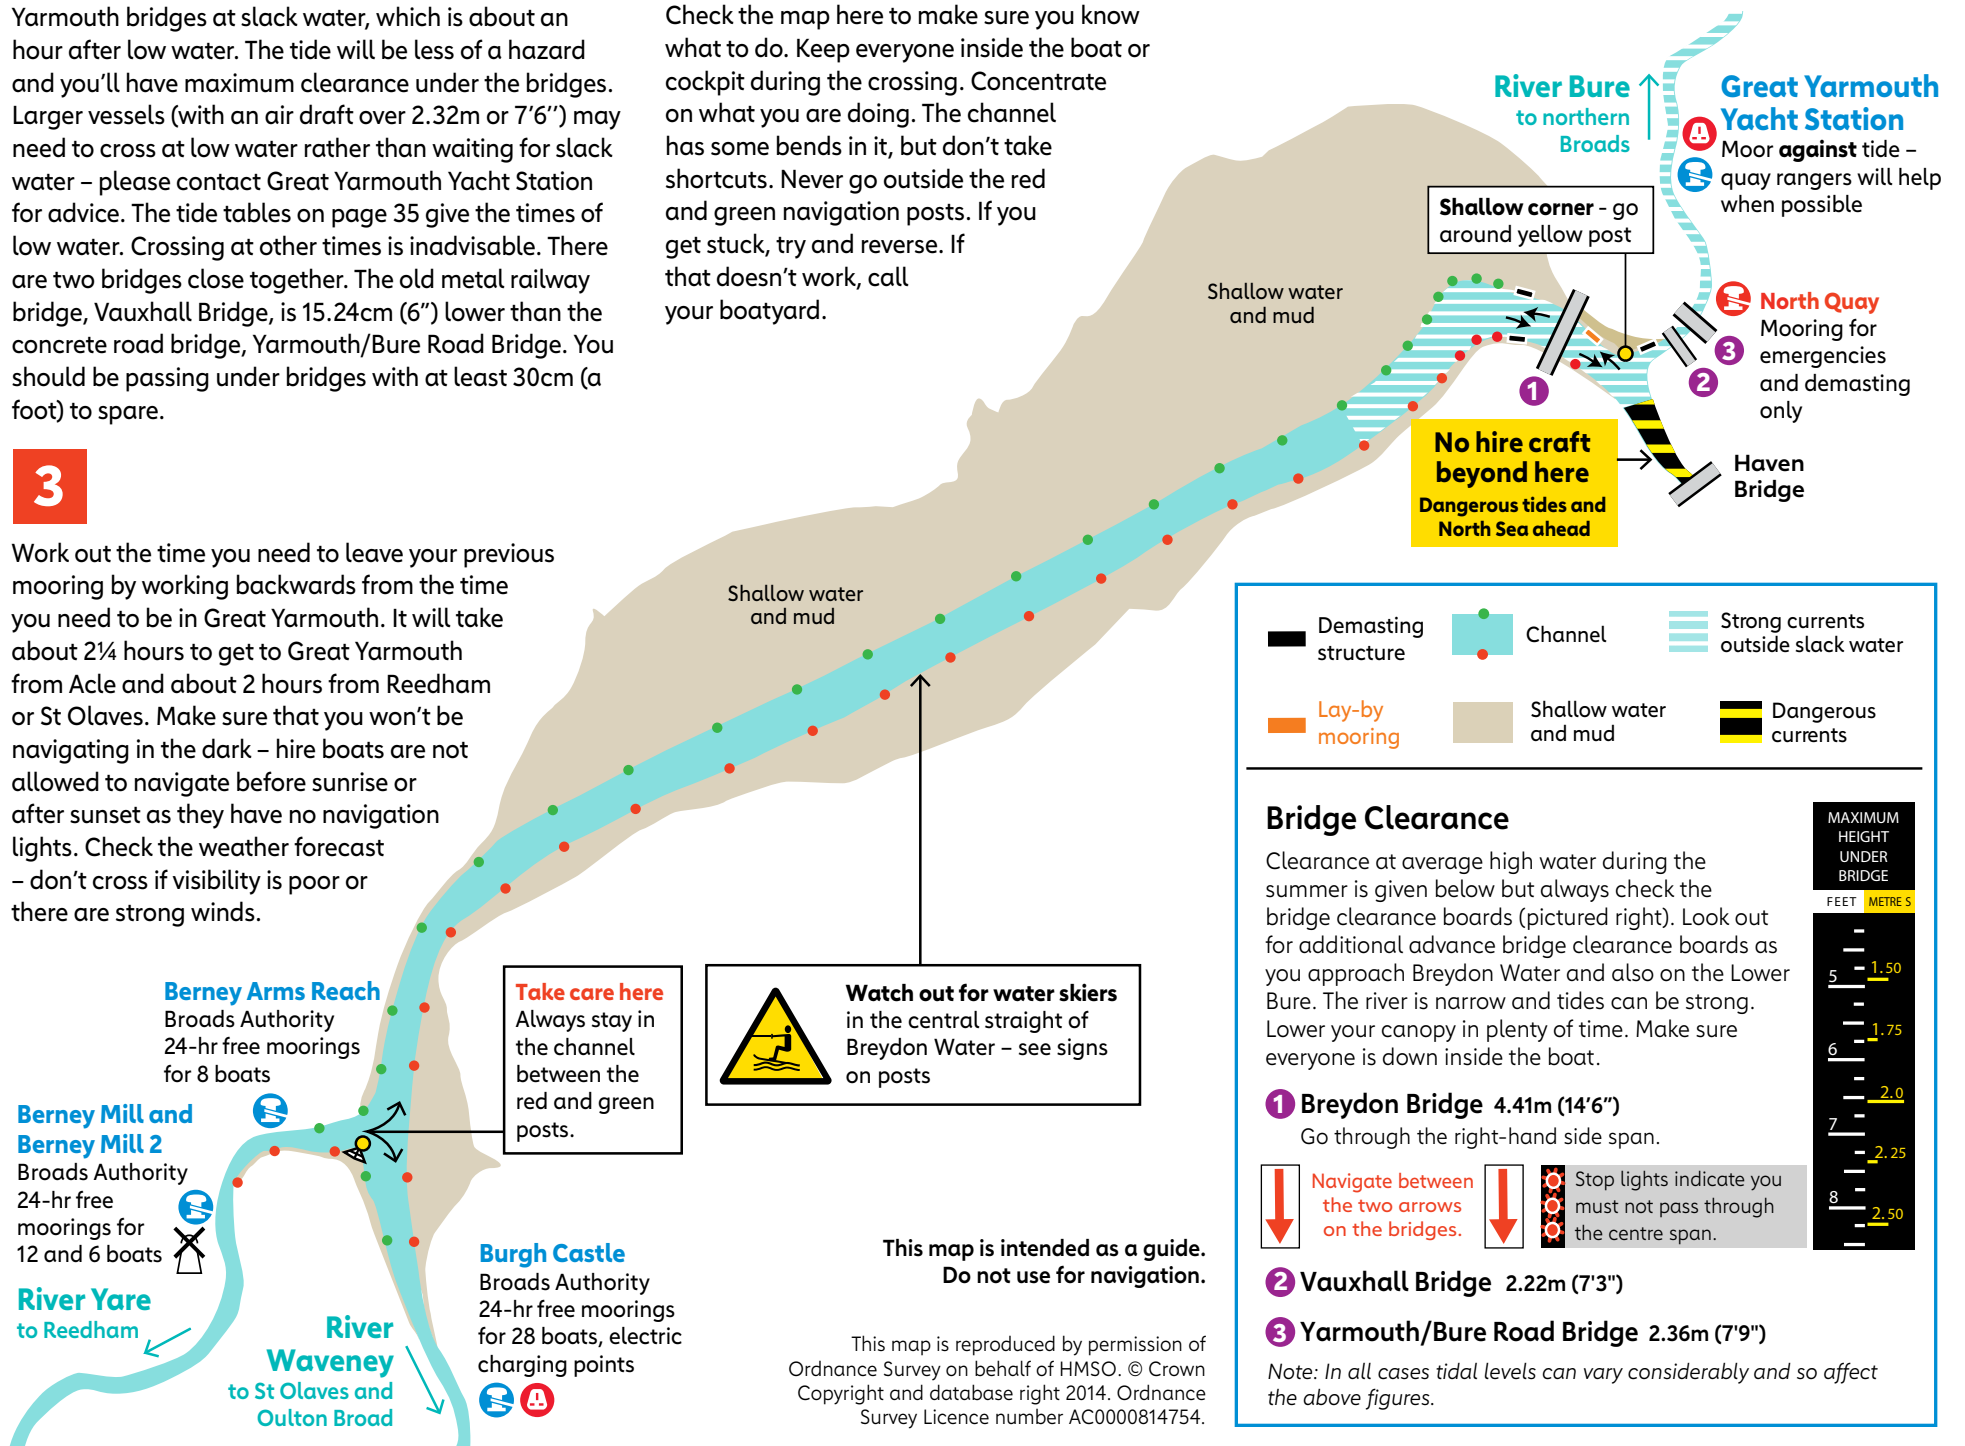 Yarmouth bridges at slack water, which is about an
hour after low water. The tide will be less of a hazard
and you’ll have maximum clearance under the bridges.
Larger vessels (with an air draft over 2.32m or 7’6’’) may
need to cross at low water rather than waiting for slack
water – please contact Great Yarmouth Yacht Station
for advice. The tide tables on page 35 give the times of
low water. Crossing at other times is inadvisable. There
are two bridges close together. The old metal railway
bridge, Vauxhall Bridge, is 15.24cm (6”) lower than the
concrete road bridge, Yarmouth/Bure Road Bridge. You
should be passing under bridges with at least 30cm (a
foot) to spare.
3
Work out the time you need to leave your previous
mooring by working backwards from the time
you need to be in Great Yarmouth. It will take
about 2¼ hours to get to Great Yarmouth
from Acle and about 2 hours from Reedham
or St Olaves. Make sure that you won’t be
navigating in the dark – hire boats are not
allowed to navigate before sunrise or
after sunset as they have no navigation
lights. Check the weather forecast
– don’t cross if visibility is poor or
there are strong winds.
Check the map here to make sure you know
what to do. Keep everyone inside the boat or
cockpit during the crossing. Concentrate
on what you are doing. The channel
has some bends in it, but don’t take
shortcuts. Never go outside the red
and green navigation posts. If you
get stuck, try and reverse. If
that doesn’t work, call
your boatyard.
River Bure
to northern
Broads
Great Yarmouth
Yacht Station
Moor against tide –
quay rangers will help
when possible
Shallow corner - go
around yellow post
Shallow water
and mud
North Quay
Mooring for
emergencies
and demasting
only
1
2
3
No hire craft
beyond here
Dangerous tides and
North Sea ahead
Haven
Bridge
Shallow water
and mud
Demasting
structure
Channel
Strong currents
outside slack water
Lay-by
mooring
Shallow water
and mud
Dangerous
currents
Bridge Clearance
Clearance at average high water during the
summer is given below but always check the
bridge clearance boards (pictured right). Look out
for additional advance bridge clearance boards as
you approach Breydon Water and also on the Lower
Bure. The river is narrow and tides can be strong.
Lower your canopy in plenty of time. Make sure
everyone is down inside the boat.
MAXIMUM
HEIGHT
UNDER
BRIDGE
FEET METRE S
5 1.50
1.75
6
2.0
7
2.25
8
2.50
1 Breydon Bridge 4.41m (14’6”)
Go through the right-hand side span.
Navigate between
the two arrows
on the bridges.
Stop lights indicate you
must not pass through
the centre span.
2 Vauxhall Bridge 2.22m (7'3")
3 Yarmouth/Bure Road Bridge 2.36m (7'9")
Note: In all cases tidal levels can vary considerably and so affect
the above figures.
Berney Arms Reach
Broads Authority
24-hr free moorings
for 8 boats
Take care here
Always stay in
the channel
between the
red and green
posts.
Watch out for water skiers
in the central straight of
Breydon Water – see signs
on posts
Berney Mill and
Berney Mill 2
Broads Authority
24-hr free
moorings for
12 and 6 boats
River Yare
to Reedham
River
Waveney
to St Olaves and
Oulton Broad
Burgh Castle
Broads Authority
24-hr free moorings
for 28 boats, electric
charging points
This map is intended as a guide.
Do not use for navigation.
This map is reproduced by permission of
Ordnance Survey on behalf of HMSO. © Crown
Copyright and database right 2014. Ordnance
Survey Licence number AC0000814754.